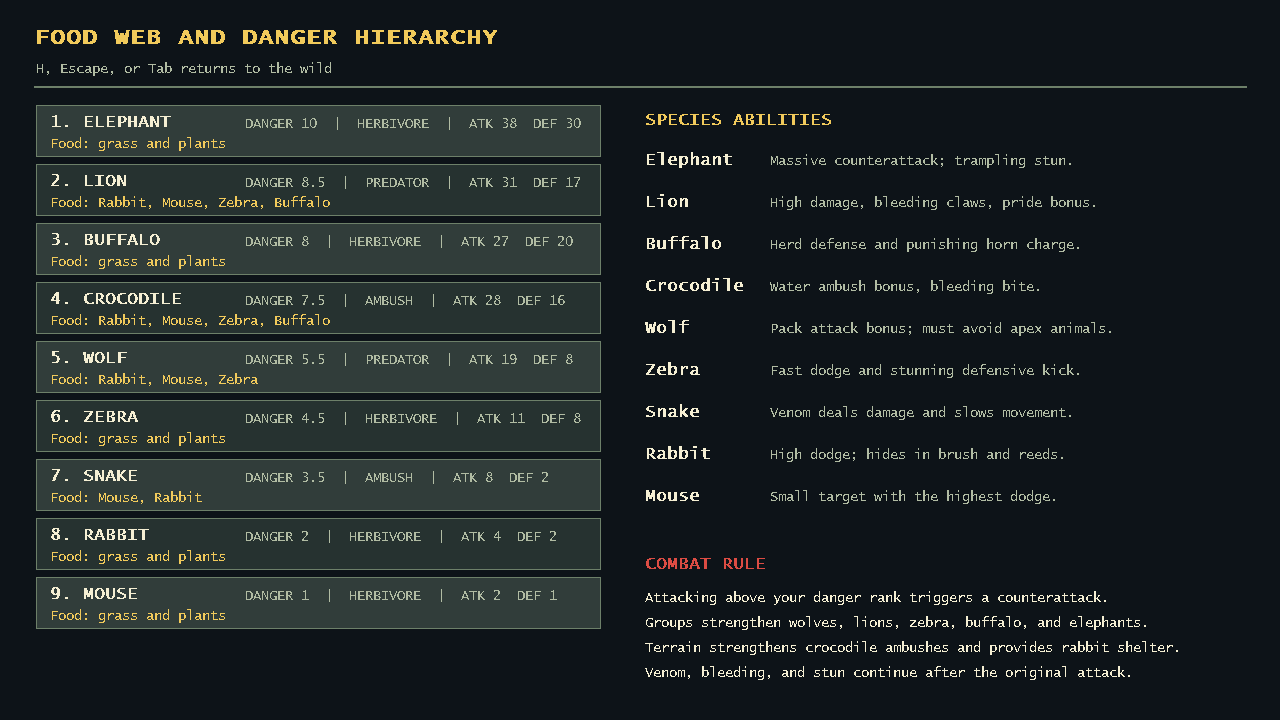 FOOD WEB AND DANGER HIERARCHY
H, Escape, or Tab returns to the wild
1. ELEPHANT DANGER 10 | HERBIVORE | ATK 38 DEF 30
Food: grass and plants
2. LION DANGER 8.5 | PREDATOR | ATK 31 DEF 17
Food: Rabbit, Mouse, Zebra, Buffalo
3. BUFFALO DANGER 8 | HERBIVORE | ATK 27 DEF 20
Food: grass and plants
4. CROCODILE DANGER 7.5 | AMBUSH | ATK 28 DEF 16
Food: Rabbit, Mouse, Zebra, Buffalo
5. WOLF DANGER 5.5 | PREDATOR | ATK 19 DEF 8
Food: Rabbit, Mouse, Zebra
6. ZEBRA DANGER 4.5 | HERBIVORE | ATK 11 DEF 8
Food: grass and plants
7. SNAKE DANGER 3.5 | AMBUSH | ATK 8 DEF 2
Food: Mouse, Rabbit
8. RABBIT DANGER 2 | HERBIVORE | ATK 4 DEF 2
Food: grass and plants
9. MOUSE DANGER 1 | HERBIVORE | ATK 2 DEF 1
Food: grass and plants
SPECIES ABILITIES
Elephant Massive counterattack; trampling stun.
Lion High damage, bleeding claws, pride bonus.
Buffalo Herd defense and punishing horn charge.
Crocodile Water ambush bonus, bleeding bite.
Wolf Pack attack bonus; must avoid apex animals.
Zebra Fast dodge and stunning defensive kick.
Snake Venom deals damage and slows movement.
Rabbit High dodge; hides in brush and reeds.
Mouse Small target with the highest dodge.
COMBAT RULE
Attacking above your danger rank triggers a counterattack.
Groups strengthen wolves, lions, zebra, buffalo, and elephants.
Terrain strengthens crocodile ambushes and provides rabbit shelter.
Venom, bleeding, and stun continue after the original attack.